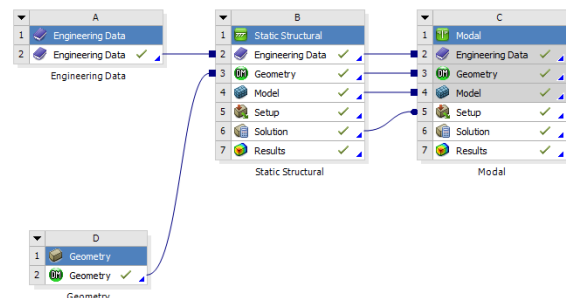 A
1 Engineering Data
2 Engineering Data
Engineering Data
B
1 Static Structural
2 Engineering Data
3 Geometry
4 Model
5 Setup
6 Solution
7 Results
Static Structural
C
1 Modal
2 Engineering Data
3 Geometry
4 Model
5 Setup
6 Solution
7 Results
Modal
D
1 Geometry
2 Geometry
Geometry